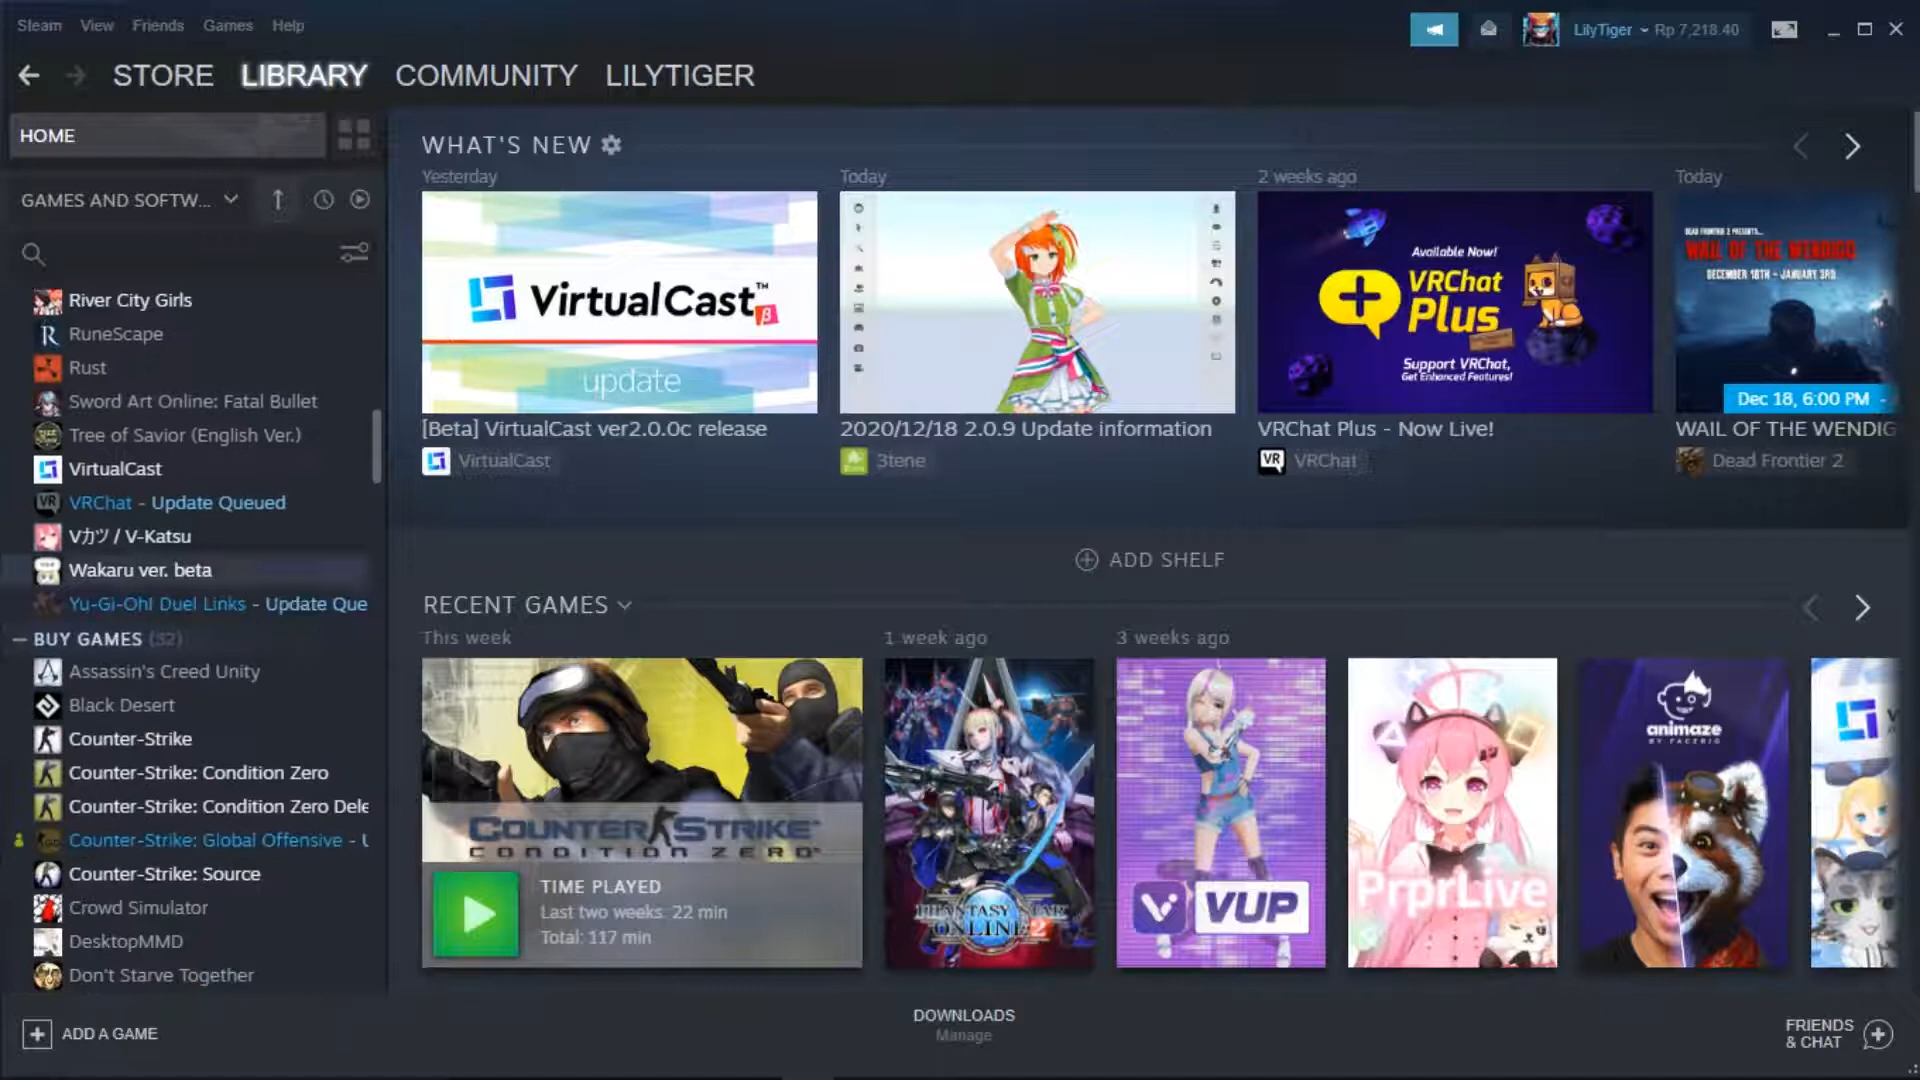 Steam View Friends Games Help
LilyTiger Rp 7,218.40
STORE LIBRARY COMMUNITY LILYTIGER
HOME
GAMES AND SOFTW...
River City Girls
RuneScape
Rust
Sword Art Online: Fatal Bullet
Tree of Savior (English Ver.)
VirtualCast
VRChat - Update Queued
Vカツ / V-Katsu
Wakaru ver. beta
Yu-Gi-Oh! Duel Links - Update Que
BUY GAMES (32)
Assassin's Creed Unity
Black Desert
Counter-Strike
Counter-Strike: Condition Zero
Counter-Strike: Condition Zero Dele
Counter-Strike: Global Offensive - U
Counter-Strike: Source
Crowd Simulator
DesktopMMD
Don't Starve Together
ADD A GAME
WHAT'S NEW
Yesterday
VirtualCast™ β
update
[Beta] VirtualCast ver2.0.0c release
VirtualCast
Today
2020/12/18 2.0.9 Update information
3tene
2 weeks ago
Available Now!
VRChat
Plus
Support VRChat,
Get Enhanced Features!
VRChat Plus - Now Live!
VR VRChat
Today
DEAD FRONTIER 2 PRESENTS...
WAIL OF THE WENDIGO
DECEMBER 18TH - JANUARY 3RD
Dec 18, 6:00 PM -
WAIL OF THE WENDIG
Dead Frontier 2
ADD SHELF
RECENT GAMES
This week
COUNTER STRIKE
CONDITION ZERO
TIME PLAYED
Last two weeks: 22 min
Total: 117 min
1 week ago
PHANTASY STAR
ONLINE 2
3 weeks ago
VUP
PrprLive
animaze
BY FACERIG
V
DOWNLOADS
Manage
FRIENDS
& CHAT